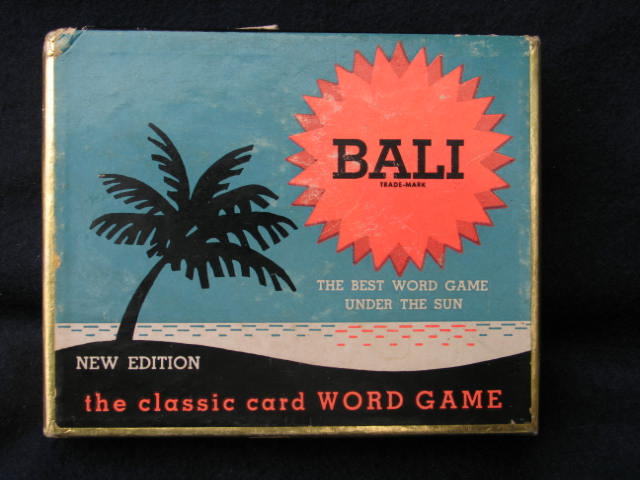 BALI
TRADE-MARK
THE BEST WORD GAME
UNDER THE SUN
NEW EDITION
the classic card WORD GAME